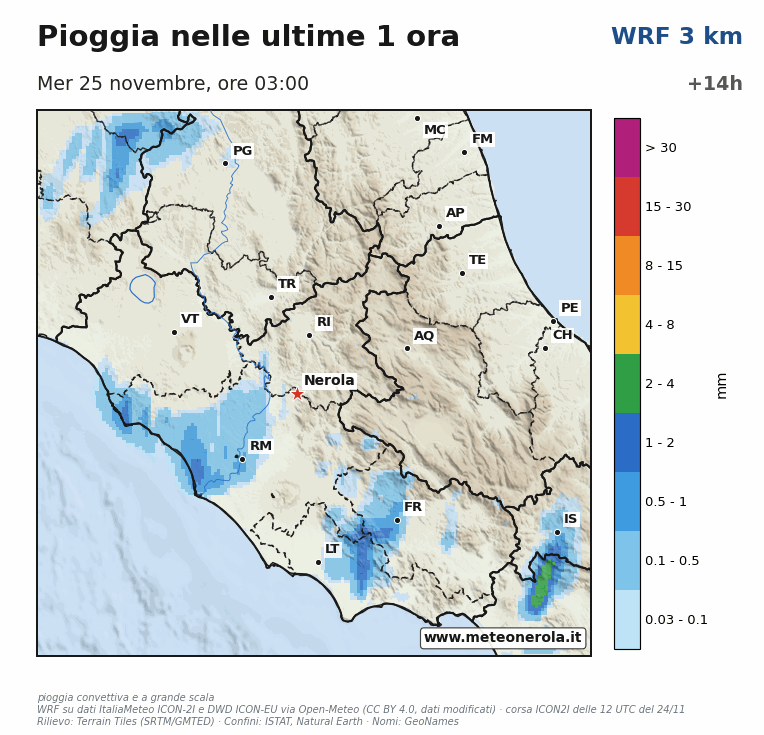 Pioggia nelle ultime 1 ora
WRF 3 km
Mer 25 novembre, ore 03:00
+14h
MC
FM
PG
AP
TE
TR
PE
VT
RI
AQ
CH
Nerola
RM
FR
IS
LT
www.meteonerola.it
> 30
15 - 30
8 - 15
4 - 8
2 - 4
1 - 2
0.5 - 1
0.1 - 0.5
0.03 - 0.1
mm
pioggia convettiva e a grande scala
WRF su dati ItaliaMeteo ICON-2I e DWD ICON-EU via Open-Meteo (CC BY 4.0, dati modificati) · corsa ICON2I delle 12 UTC del 24/11
Rilievo: Terrain Tiles (SRTM/GMTED) · Confini: ISTAT, Natural Earth · Nomi: GeoNames